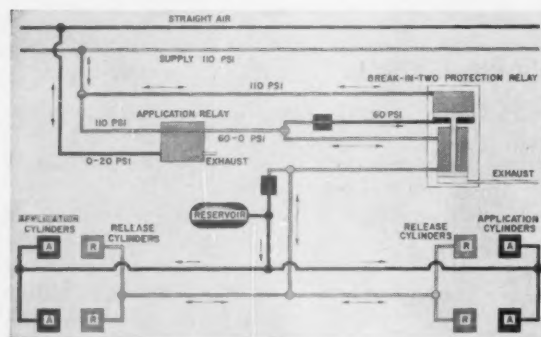 STRAIGHT AIR
SUPPLY 110 PSI
BREAK-IN-TWO PROTECTION RELAY
110 PSI
APPLICATION RELAY
60 PSI
110 PSI
60-0 PSI
EXHAUST
0-20 PSI
EXHAUST
RESERVOIR
APPLICATION
CYLINDERS
RELEASE
CYLINDERS
RELEASE
CYLINDERS
APPLICATION
CYLINDERS
A
R
R
A
A
R
R
A